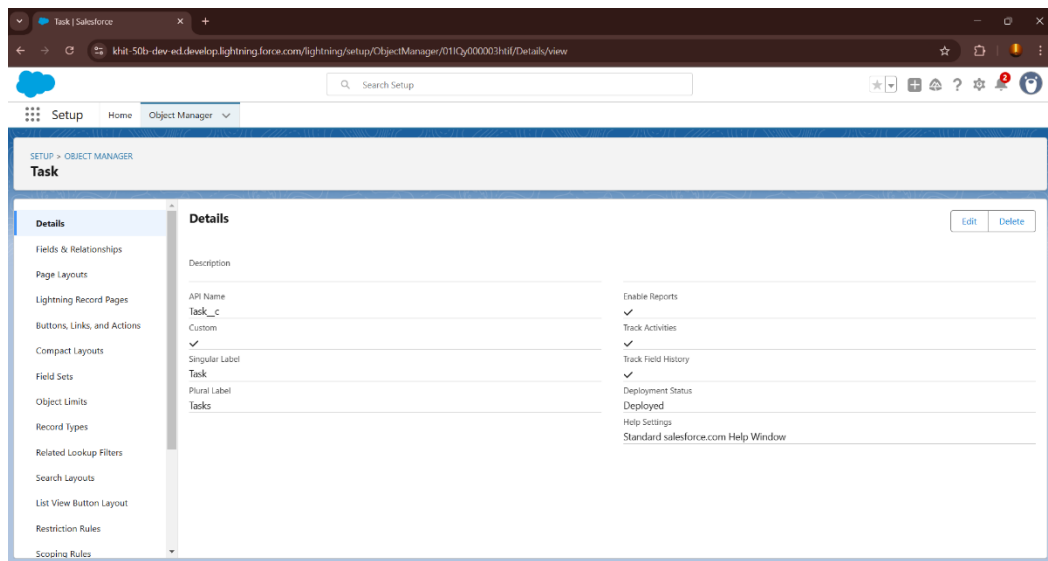 Task | Salesforce
khit-50b-dev-ed.develop.lightning.force.com/lightning/setup/ObjectManager/01IQy000003htif/Details/view
Search Setup
2
Setup
Home
Object Manager
SETUP > OBJECT MANAGER
Task
Details
Fields & Relationships
Page Layouts
Lightning Record Pages
Buttons, Links, and Actions
Compact Layouts
Field Sets
Object Limits
Record Types
Related Lookup Filters
Search Layouts
List View Button Layout
Restriction Rules
Scoping Rules
Details
Edit
Delete
Description
API Name
Task__c
Custom
Singular Label
Task
Plural Label
Tasks
Enable Reports
Track Activities
Track Field History
Deployment Status
Deployed
Help Settings
Standard salesforce.com Help Window